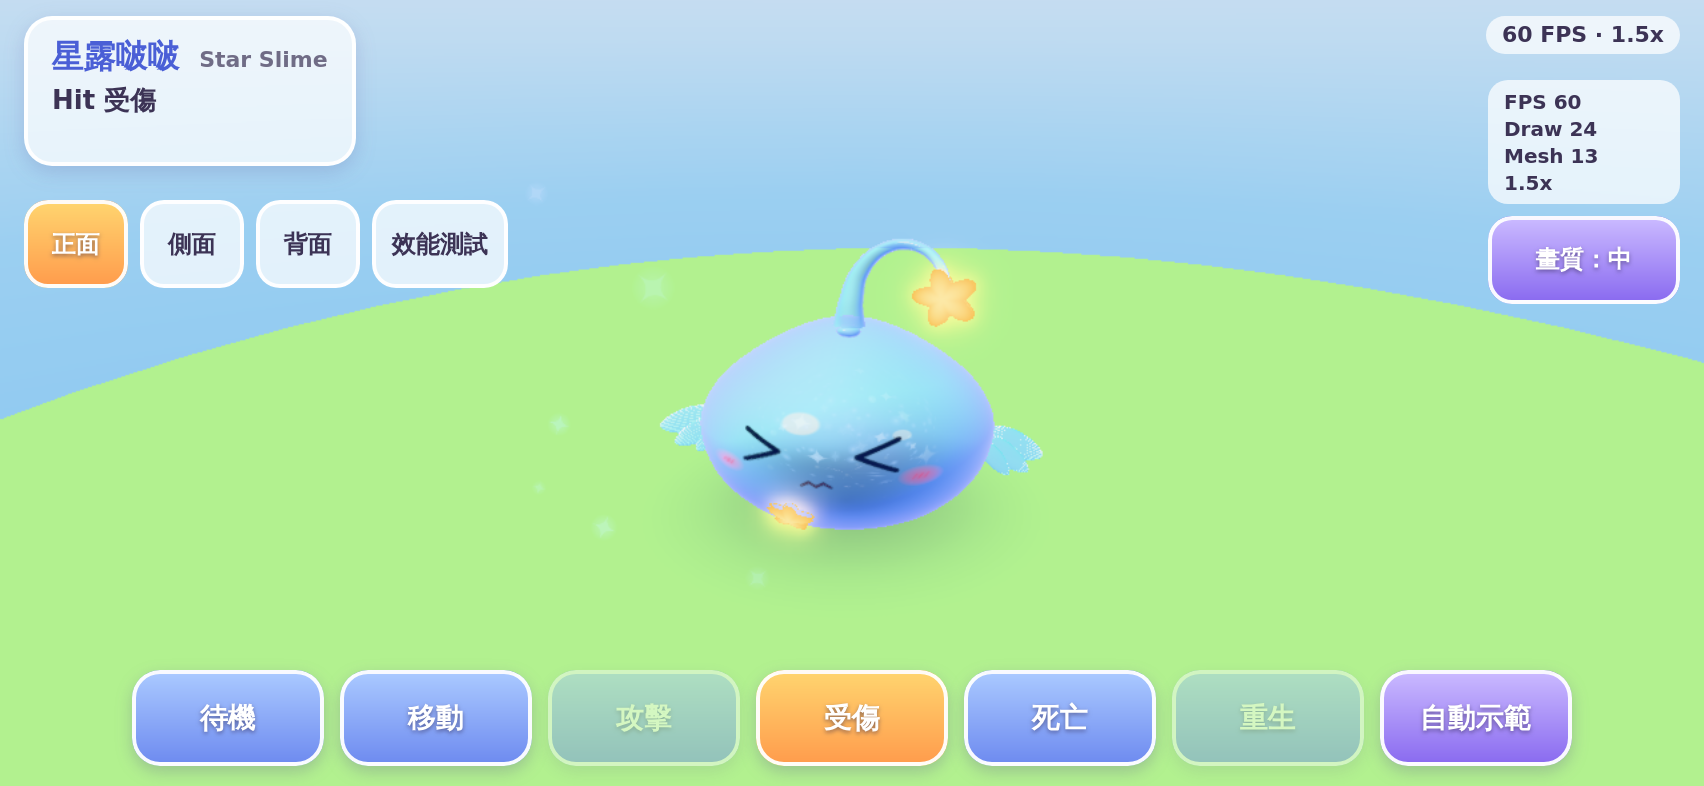 星露啵啵 Star Slime
Hit 受傷
60 FPS · 1.5x
FPS 60
Draw 24
Mesh 13
1.5x
正面 側面 背面 效能測試
畫質：中
待機 移動 攻擊 受傷 死亡 重生 自動示範